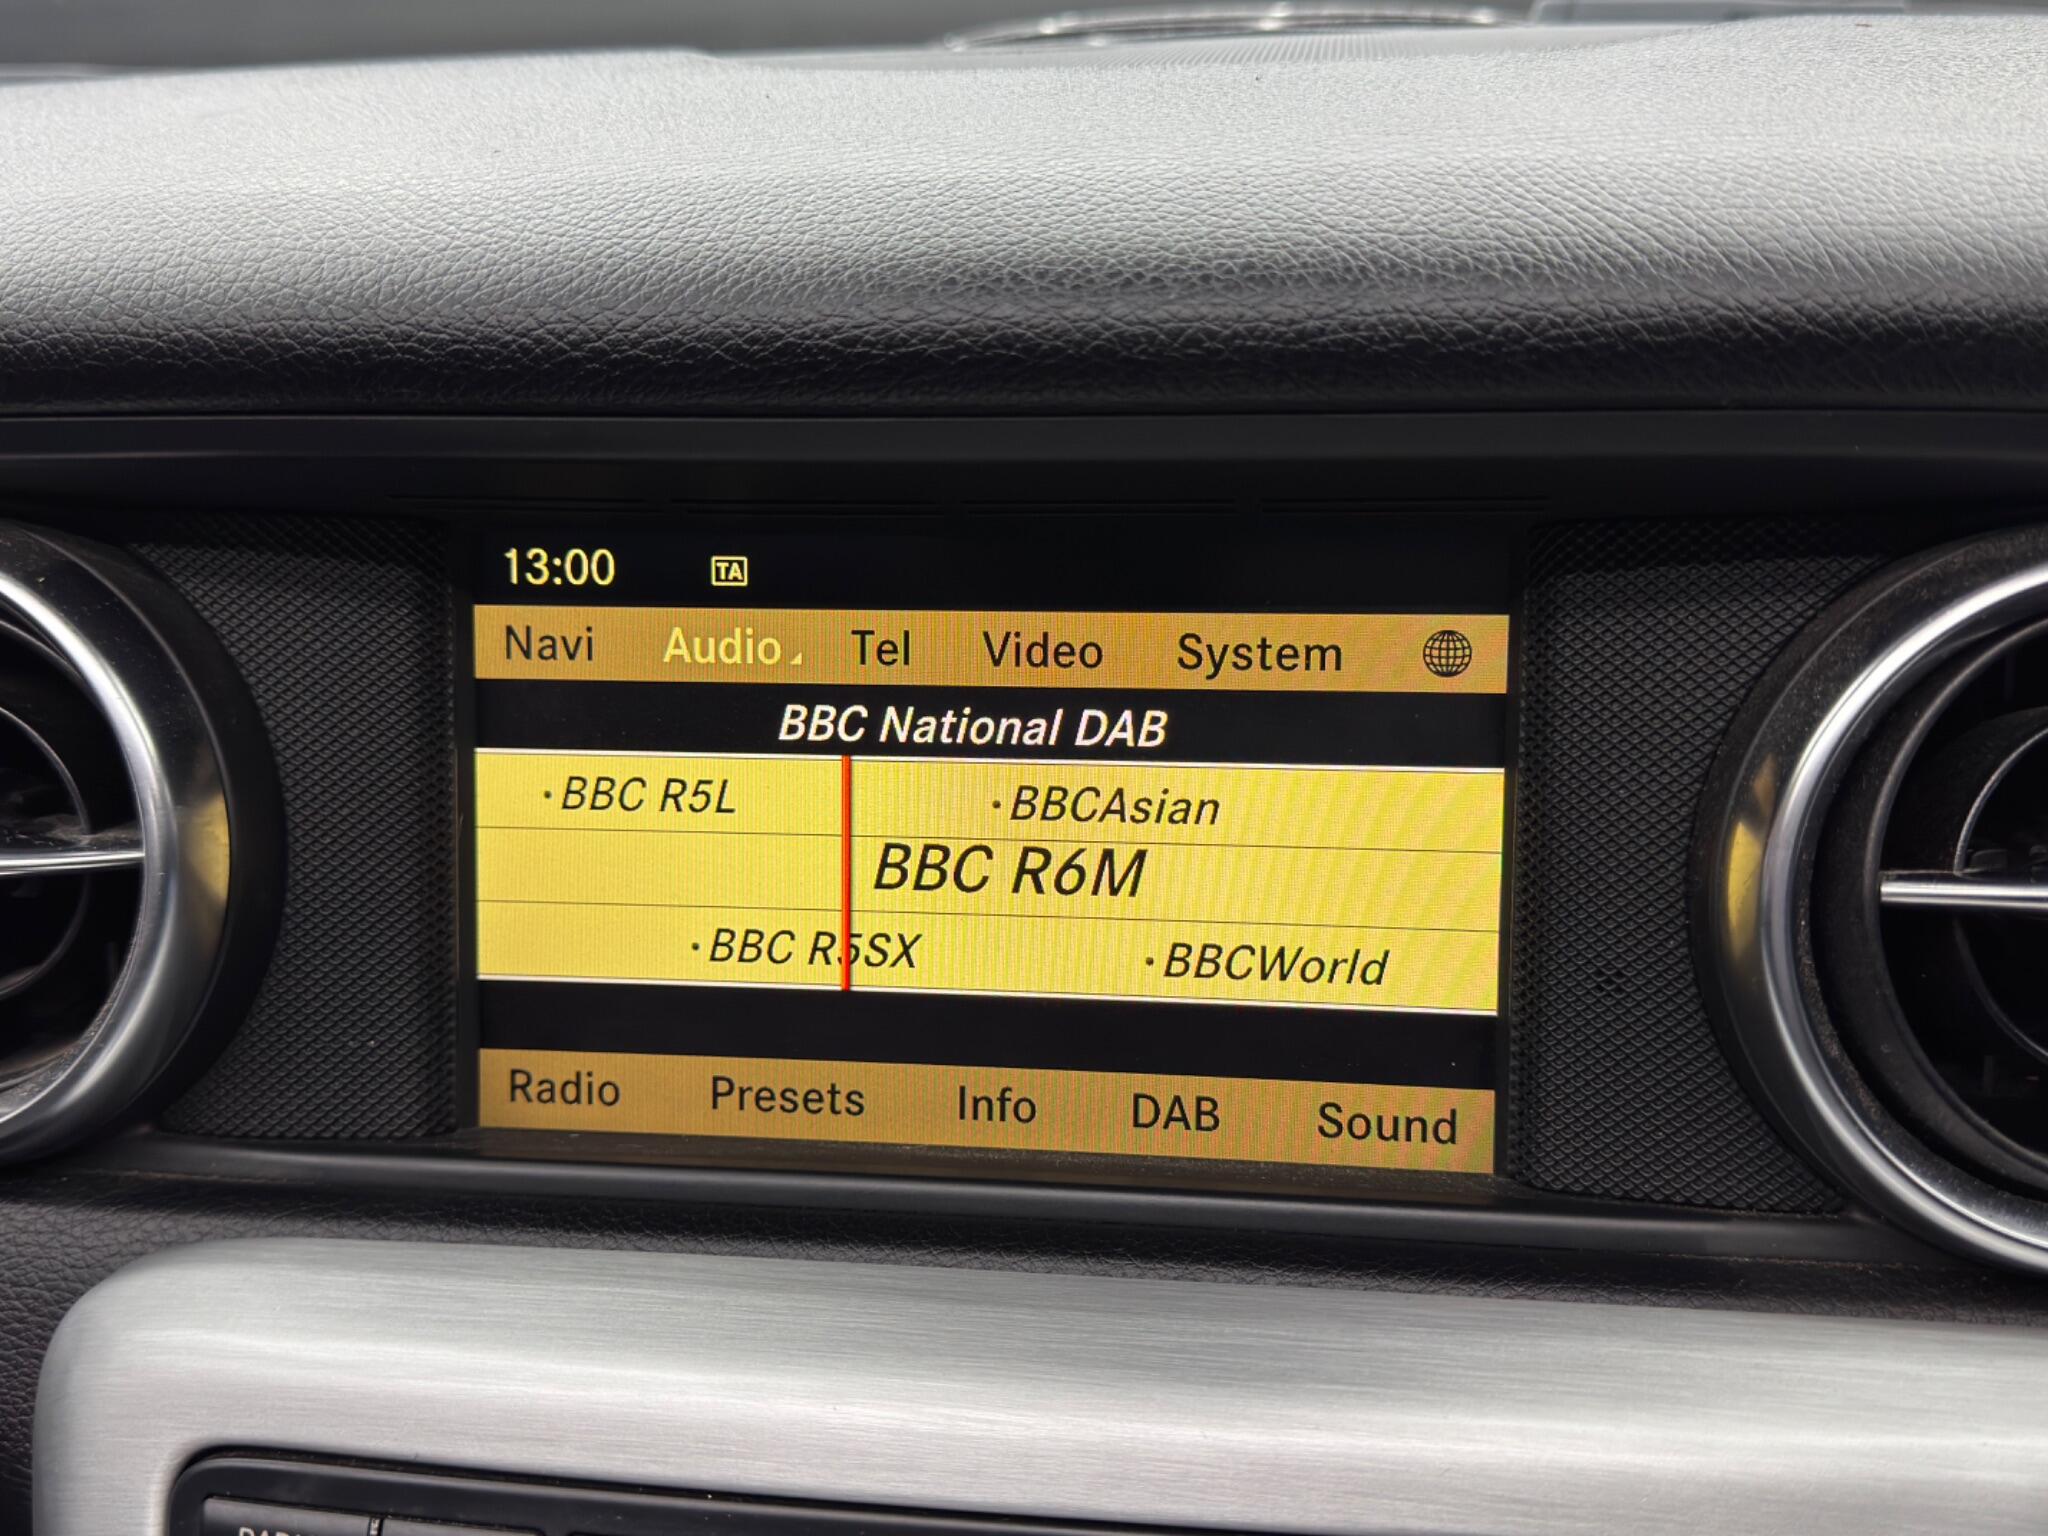 13:00 TA
Navi Audio Tel Video System
BBC National DAB
·BBC R5L ·BBCAsian
BBC R6M
·BBC R5SX ·BBCWorld
Radio Presets Info DAB Sound